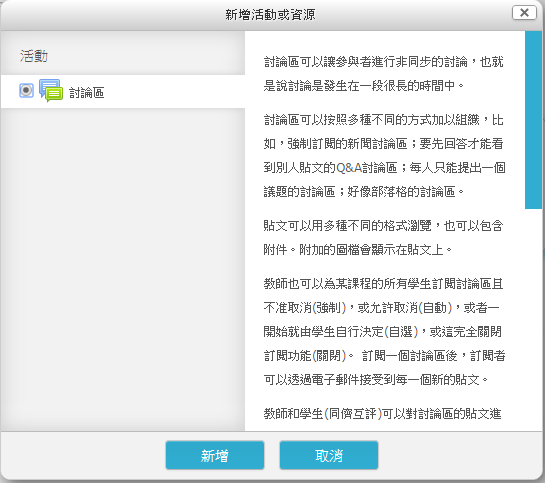 新增活動或資源
活動
討論區
討論區可以讓參與者進行非同步的討論，也就
是說討論是發生在一段很長的時間中。
討論區可以按照多種不同的方式加以組織，比
如，強制訂閱的新聞討論區；要先回答才能看
到別人貼文的Q&A討論區；每人只能提出一個
議題的討論區；好像部落格的討論區。
貼文可以用多種不同的格式瀏覽，也可以包含
附件。附加的圖檔會顯示在貼文上。
教師也可以為某課程的所有學生訂閱討論區且
不准取消(強制)，或允許取消(自動)，或者一
開始就由學生自行決定(自選)，或這完全關閉
訂閱功能(關閉)。 訂閱一個討論區後，訂閱者
可以透過電子郵件接受到每一個新的貼文。
教師和學生(同儕互評)可以對討論區的貼文進
新增
取消